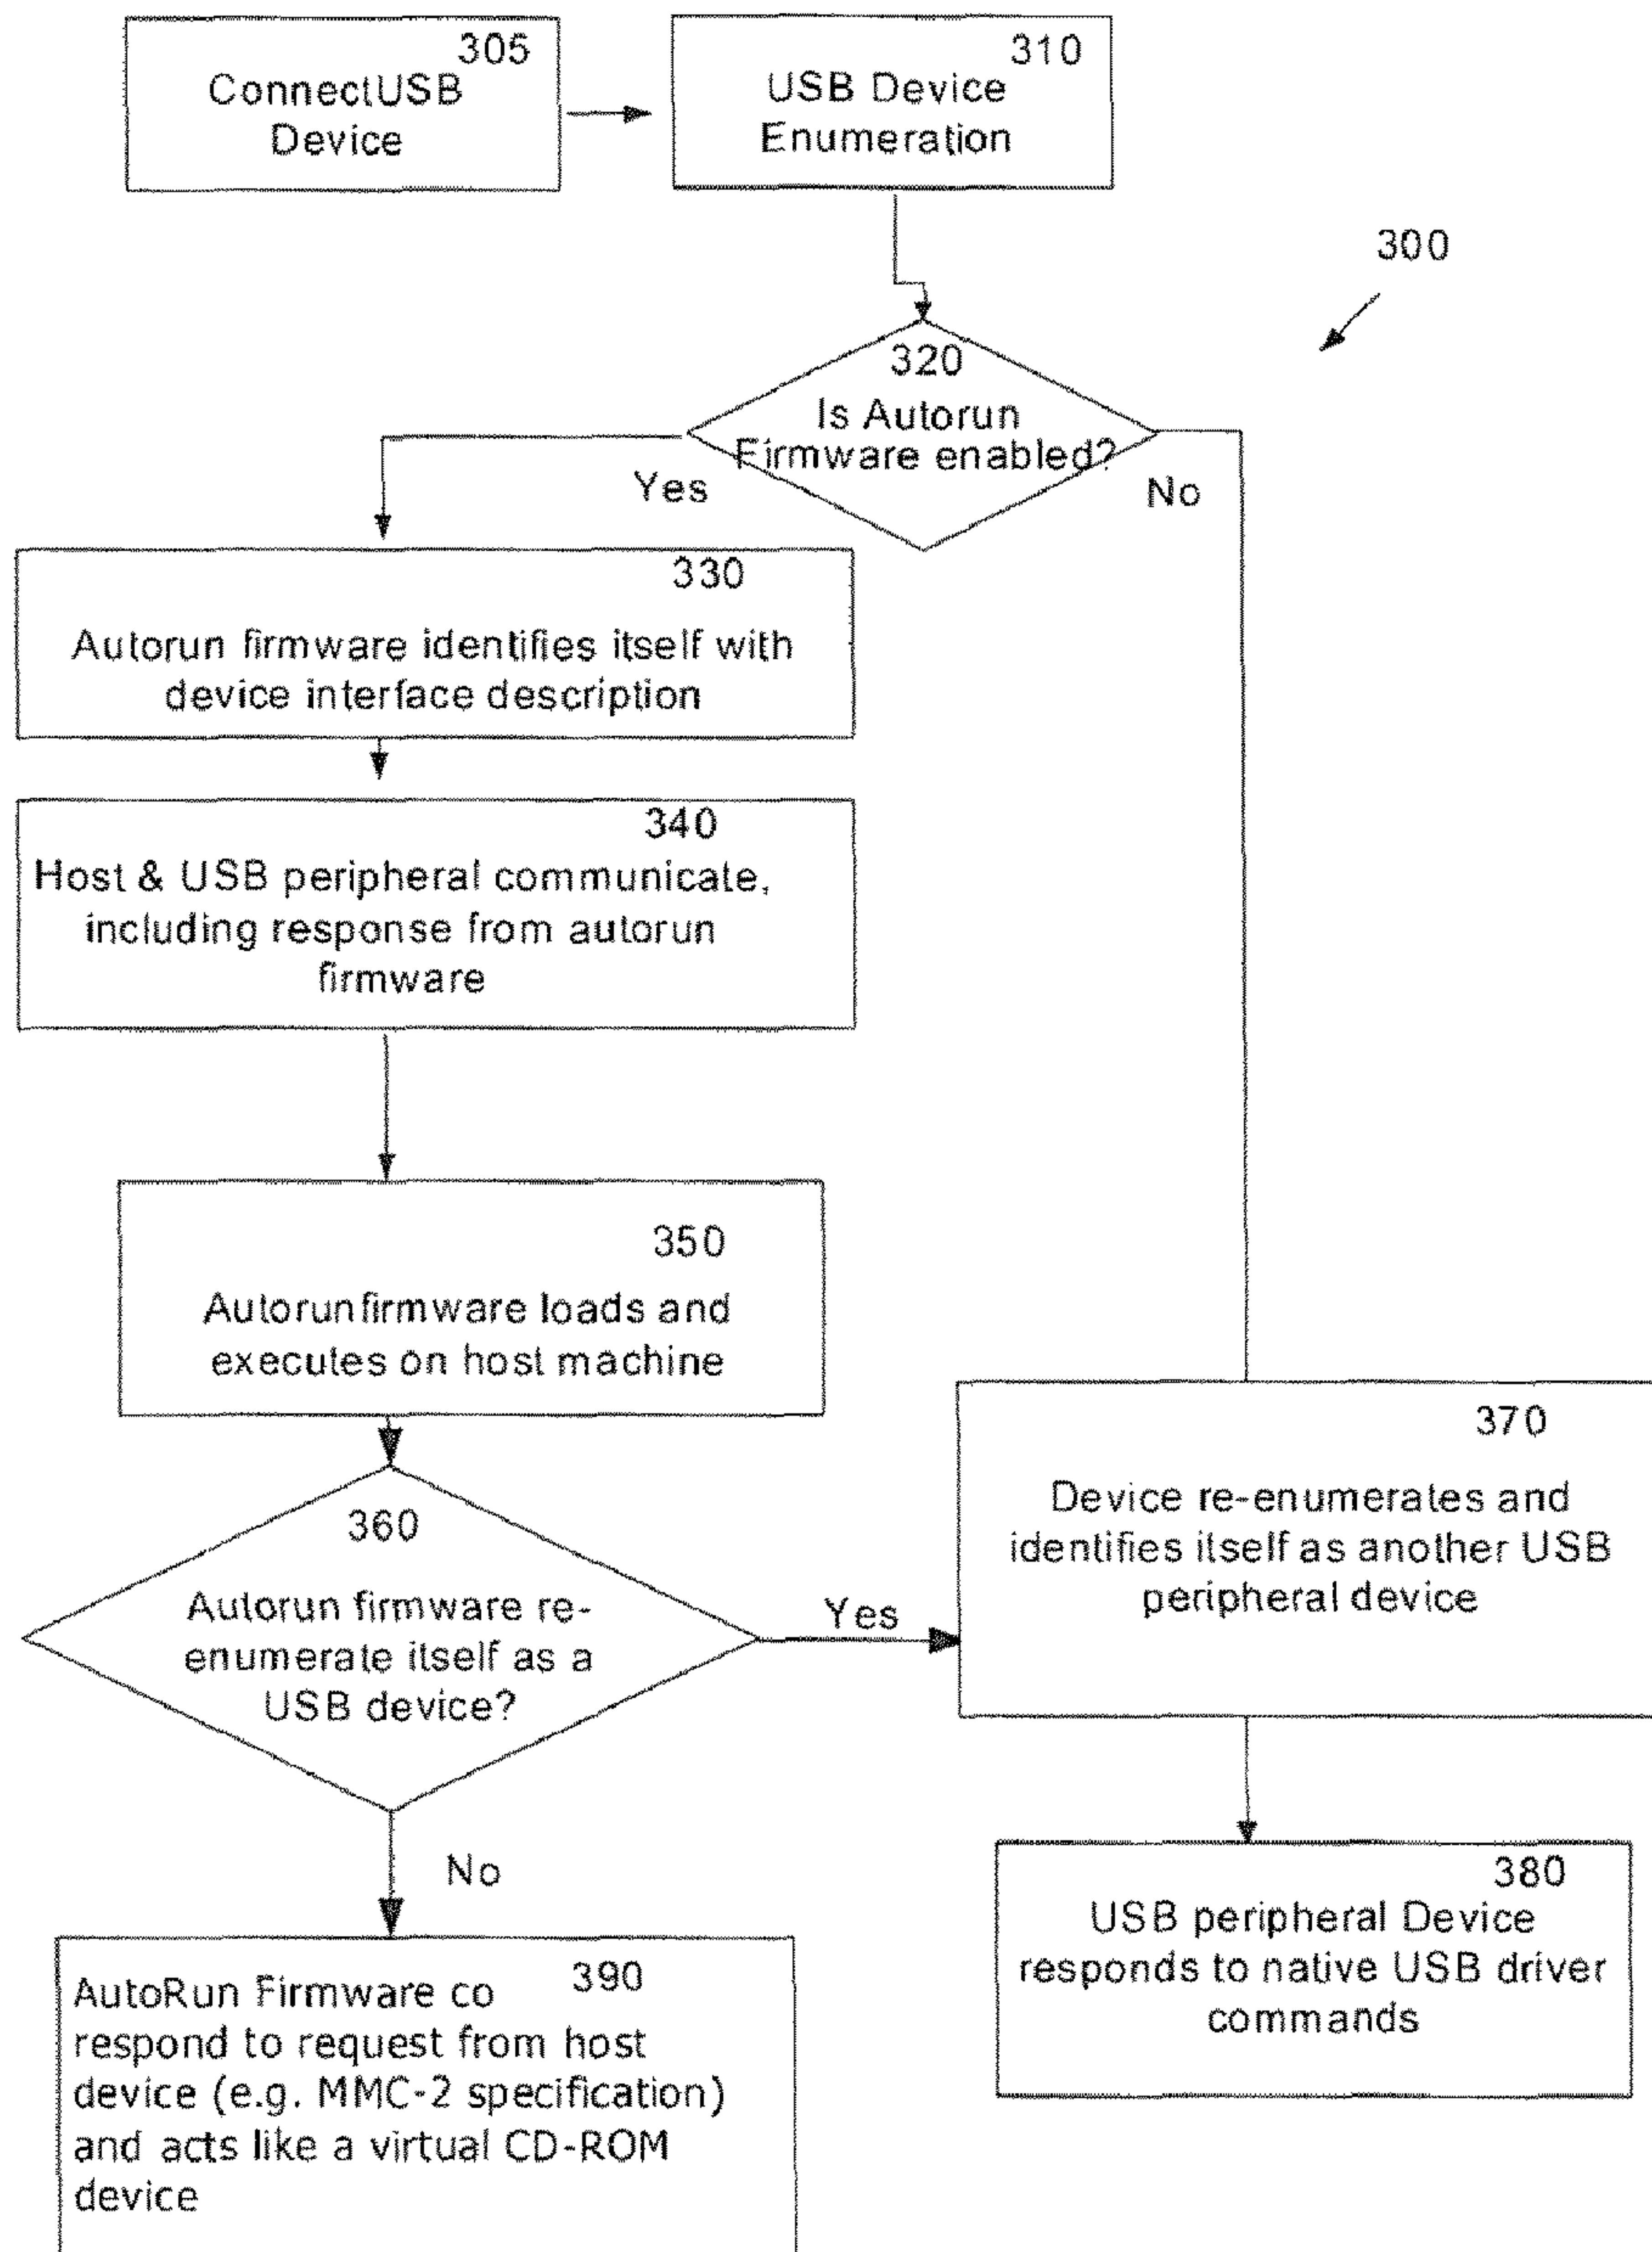 305
ConnectUSB
Device
310
USB Device
Enumeration
300
320
Is Autorun
Firmware enabled?
Yes
No
330
Autorun firmware identifies itself with
device interface description
340
Host & USB peripheral communicate,
including response from autorun
firmware
350
Autorunfirmware loads and
executes on host machine
360
Autorun firmware re-
enumerate itself as a
USB device?
Yes
370
Device re-enumerates and
identifies itself as another USB
peripheral device
No
380
USB peripheral Device
responds to native USB driver
commands
390
AutoRun Firmware co
respond to request from host
device (e.g. MMC-2 specification)
and acts like a virtual CD-ROM
device